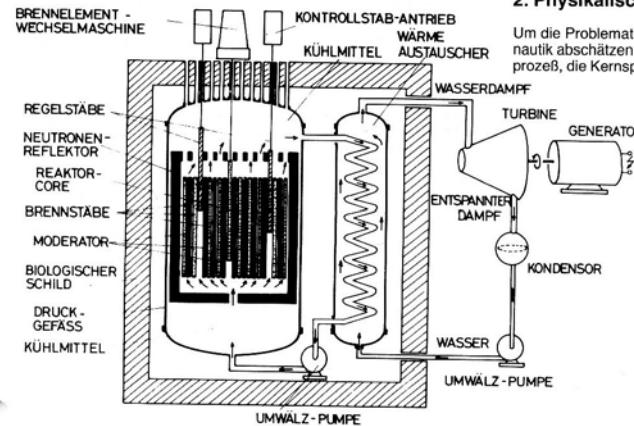 BRENNELEMENT-
WECHSELMASCHINE
KONTROLLSTAB-ANTRIEB
KÜHLMITTEL
WÄRME
AUSTAUSCHER
2. Physikalisc
Um die Problemat
nautik abschätzen
prozeß, die Kernsp
WASSERDAMPF
TURBINE
GENERATO
REGELSTÄBE
NEUTRONEN-
REFLEKTOR
REAKTOR-
CORE
BRENNSTÄBE
MODERATOR
BIOLOGISCHER
SCHILD
DRUCK-
GEFÄSS
KÜHLMITTEL
ENTSPANNTER
DAMPF
KONDENSOR
WASSER
UMWÄLZ-PUMPE
UMWÄLZ-PUMPE